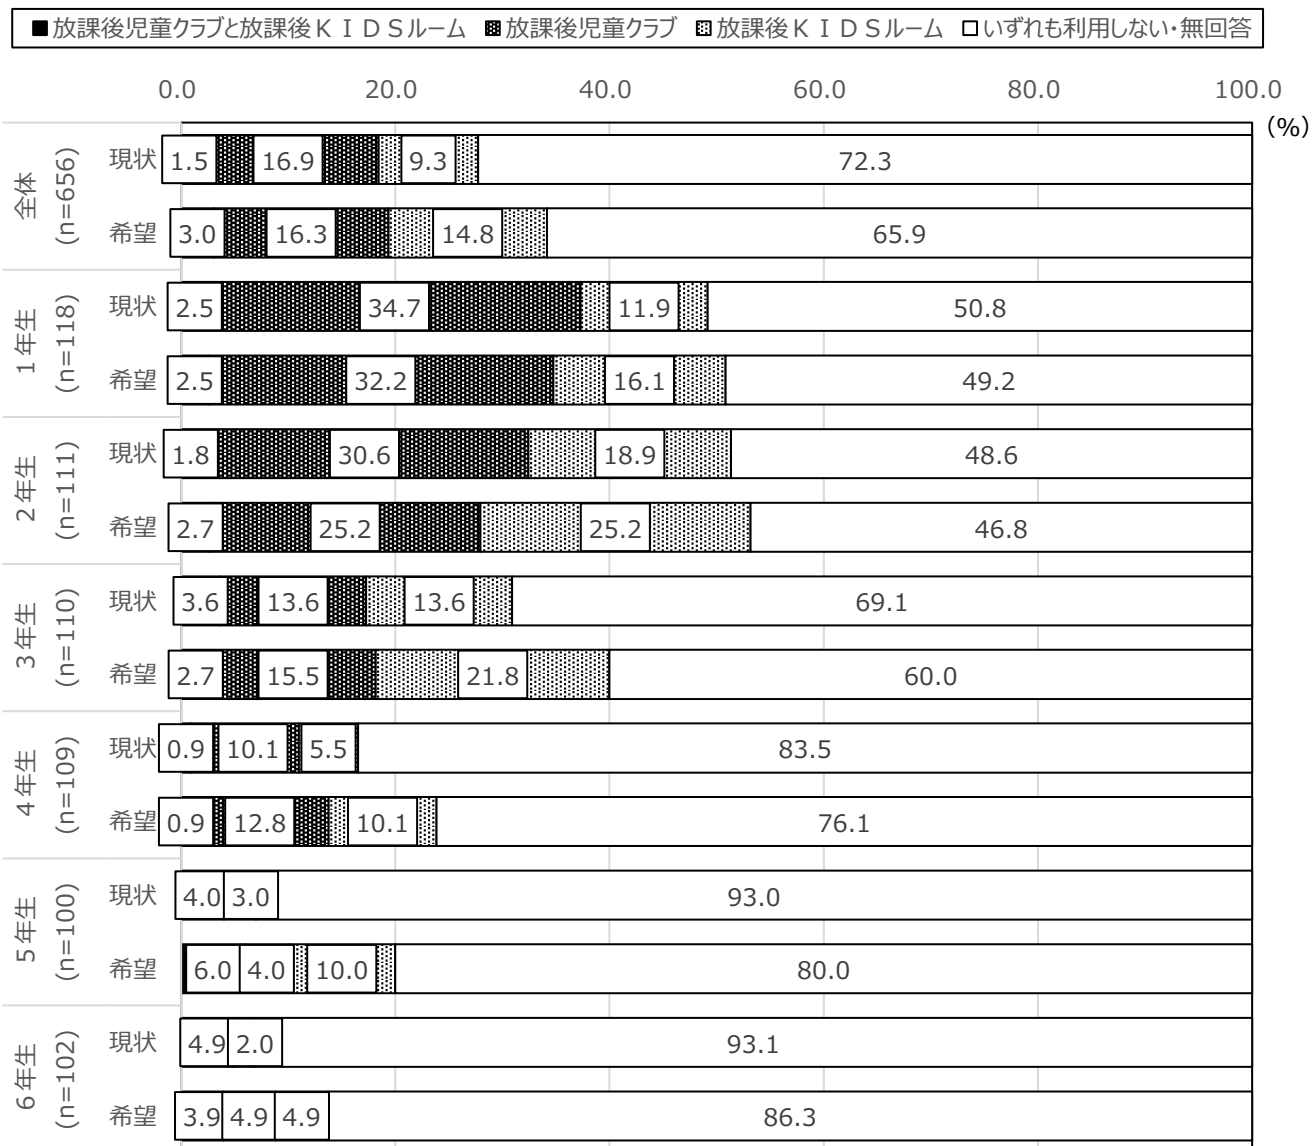 ■放課後児童クラブと放課後ＫＩＤＳルーム 放課後児童クラブ 放課後ＫＩＤＳルーム □いずれも利用しない・無回答
0.0 20.0 40.0 60.0 80.0 100.0
(%)
全体
(n=656)
現状 1.5 16.9 9.3 72.3
希望 3.0 16.3 14.8 65.9
１年生
(n=118)
現状 2.5 34.7 11.9 50.8
希望 2.5 32.2 16.1 49.2
２年生
(n=111)
現状 1.8 30.6 18.9 48.6
希望 2.7 25.2 25.2 46.8
３年生
(n=110)
現状 3.6 13.6 13.6 69.1
希望 2.7 15.5 21.8 60.0
４年生
(n=109)
現状 0.9 10.1 5.5 83.5
希望 0.9 12.8 10.1 76.1
５年生
(n=100)
現状 4.0 3.0 93.0
希望 6.0 4.0 10.0 80.0
６年生
(n=102)
現状 4.9 2.0 93.1
希望 3.9 4.9 4.9 86.3